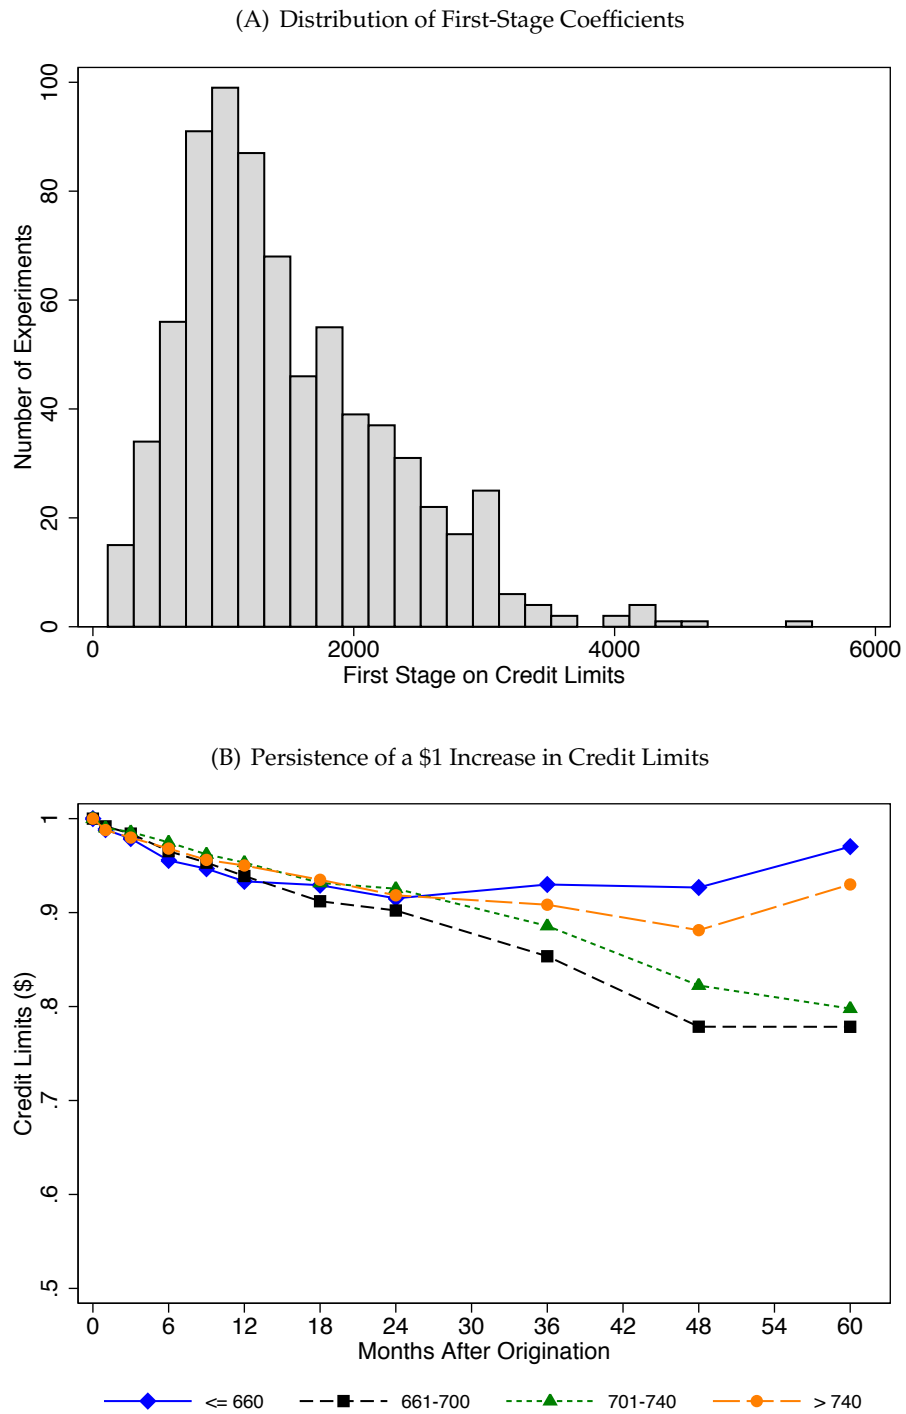 (A) Distribution of First-Stage Coefficients
100
80
60
40
20
0
Number of Experiments
0 2000 4000 6000
First Stage on Credit Limits
(B) Persistence of a $1 Increase in Credit Limits
1
.9
.8
.7
.6
.5
Credit Limits ($)
0 6 12 18 24 30 36 42 48 54 60
Months After Origination
<= 660 661-700 701-740 > 740